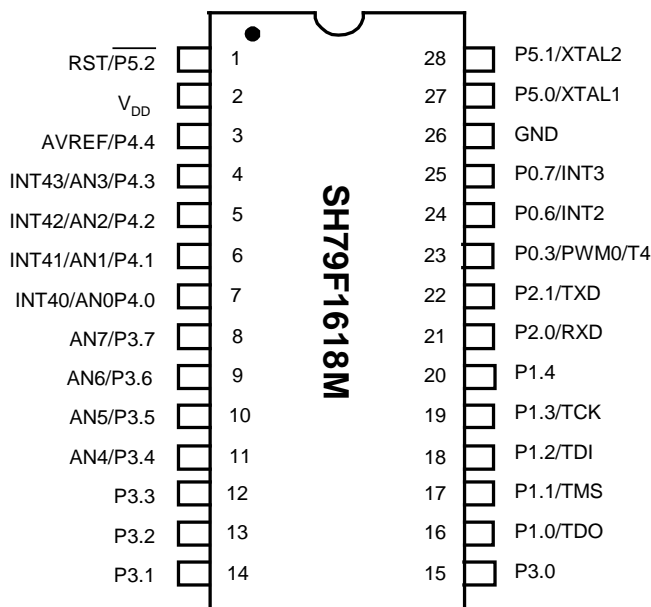 RST/P5.2 1 28 P5.1/XTAL2
VDD 2 27 P5.0/XTAL1
AVREF/P4.4 3 26 GND
INT43/AN3/P4.3 4 25 P0.7/INT3
INT42/AN2/P4.2 5 24 P0.6/INT2
INT41/AN1/P4.1 6 23 P0.3/PWM0/T4
INT40/AN0P4.0 7 22 P2.1/TXD
AN7/P3.7 8 21 P2.0/RXD
AN6/P3.6 9 20 P1.4
AN5/P3.5 10 19 P1.3/TCK
AN4/P3.4 11 18 P1.2/TDI
P3.3 12 17 P1.1/TMS
P3.2 13 16 P1.0/TDO
P3.1 14 15 P3.0
SH79F1618M